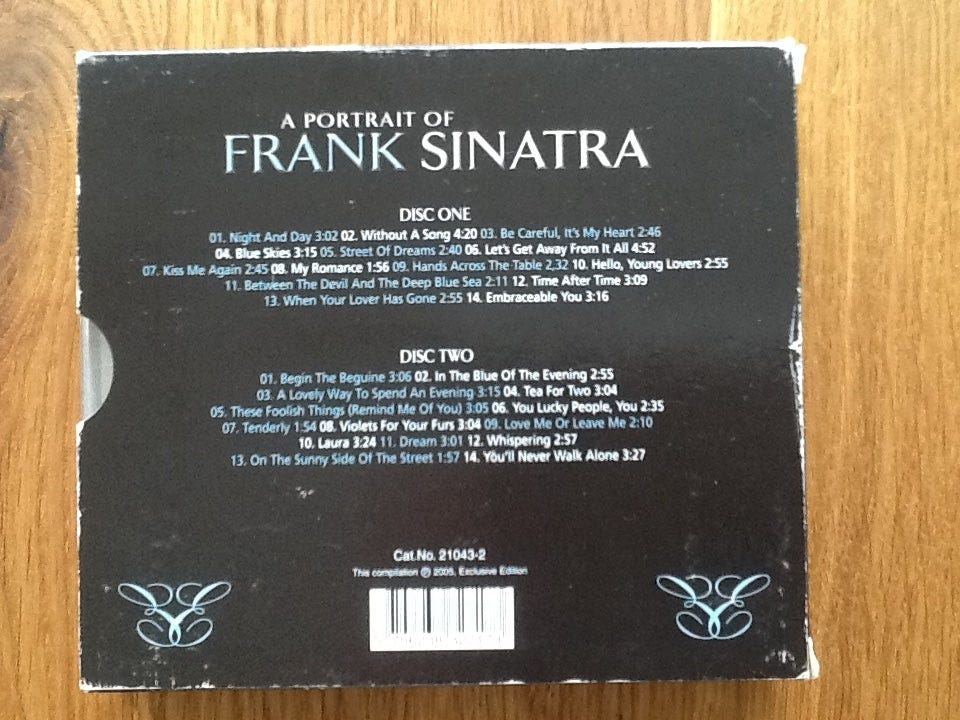 A PORTRAIT OF
FRANK SINATRA
DISC ONE
01. Night And Day 3:02 02. Without A Song 4:20 03. Be Careful, It's My Heart 2:46
04. Blue Skies 3:15 05. Street Of Dreams 2:40 06. Let's Get Away From It All 4:52
07. Kiss Me Again 2:45 08. My Romance 1:56 09. Hands Across The Table 2,32 10. Hello, Young Lovers 2:55
11. Between The Devil And The Deep Blue Sea 2:11 12. Time After Time 3:09
13. When Your Lover Has Gone 2:55 14. Embraceable You 3:16
DISC TWO
01. Begin The Beguine 3:06 02. In The Blue Of The Evening 2:55
03. A Lovely Way To Spend An Evening 3:15 04. Tea For Two 3:04
05. These Foolish Things (Remind Me Of You) 3:05 06. You Lucky People, You 2:35
07. Tenderly 1:54 08. Violets For Your Furs 3:04 09. Love Me Or Leave Me 2:10
10. Laura 3:24 11. Dream 3:01 12. Whispering 2:57
13. On The Sunny Side Of The Street 1:57 14. You'll Never Walk Alone 3:27
Cat.No. 21043-2
This compilation ℗ 2005, Exclusive Edition